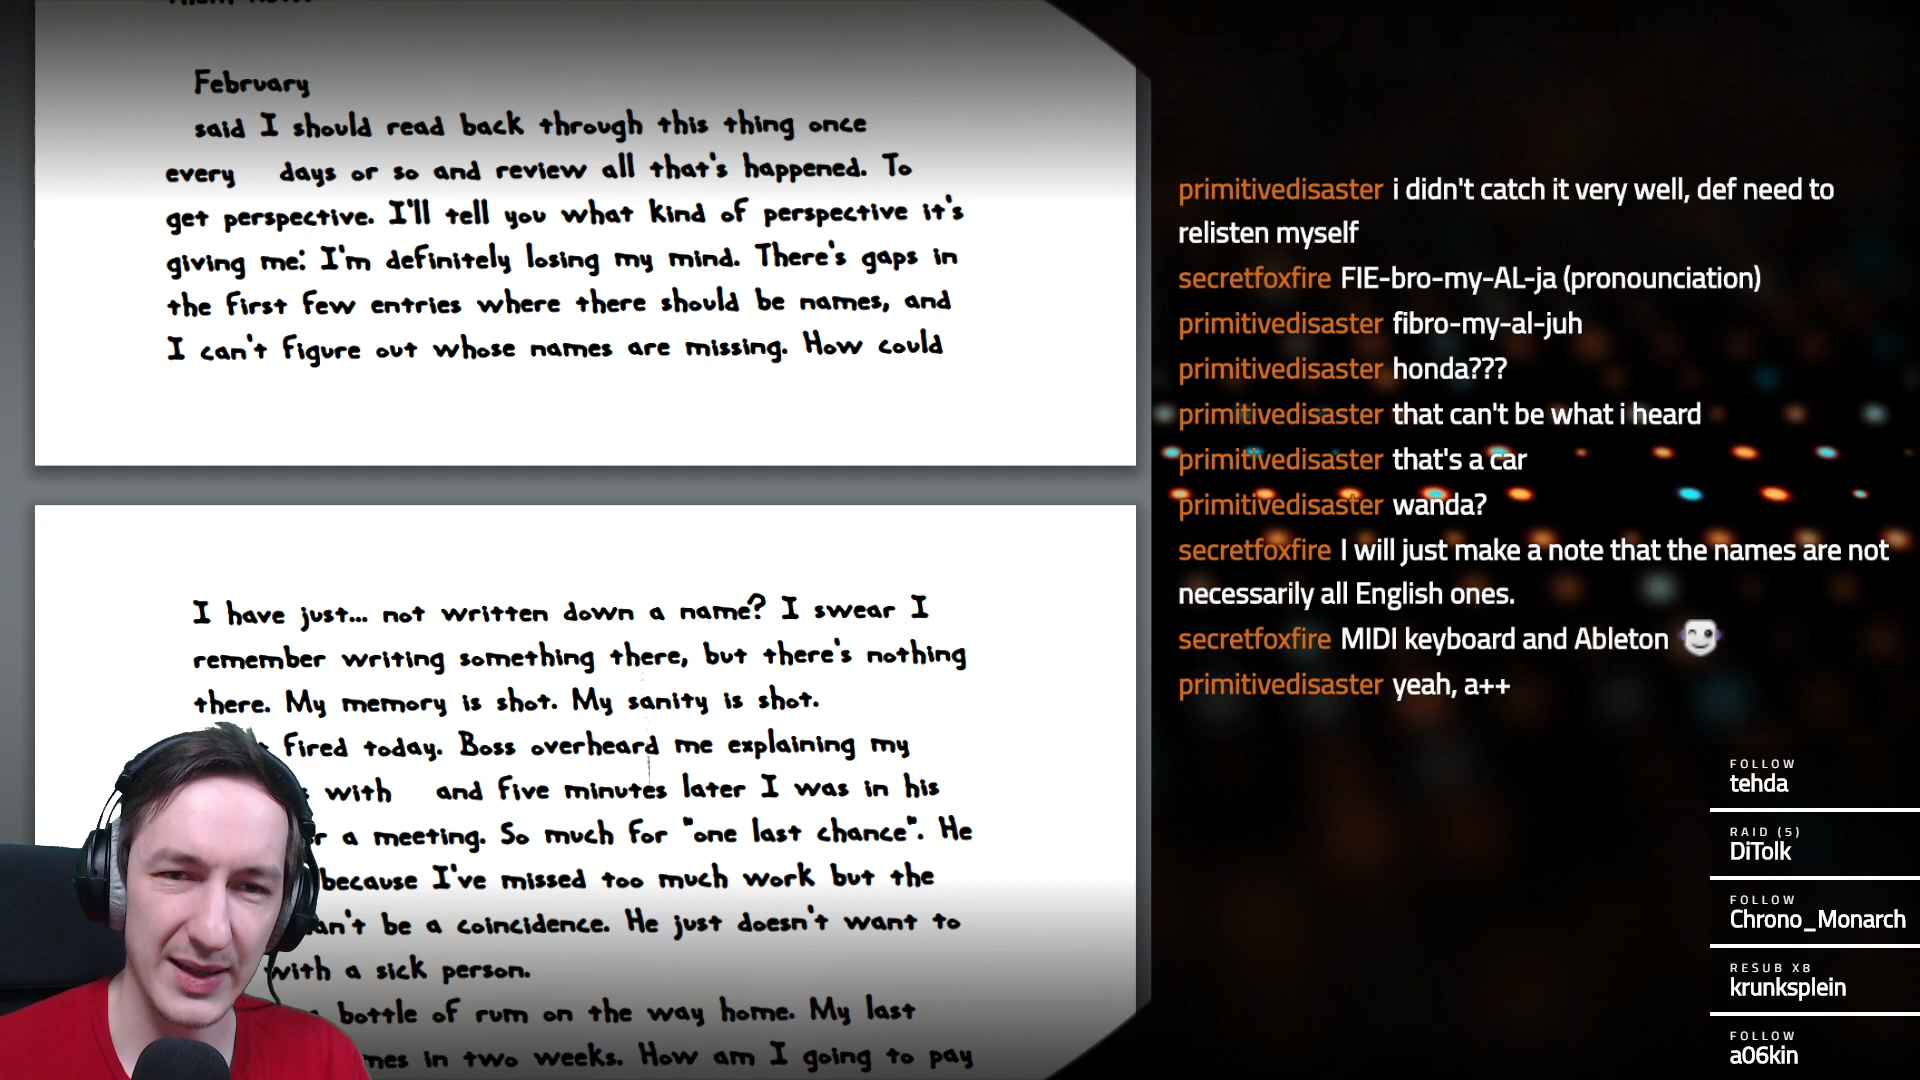 February
said I should read back through this thing once
every days or so and review all that's happened. To
get perspective. I'll tell you what kind of perspective it's
giving me: I'm definitely losing my mind. There's gaps in
the first few entries where there should be names, and
I can't figure out whose names are missing. How could
I have just... not written down a name? I swear I
remember writing something there, but there's nothing
there. My memory is shot. My sanity is shot.
fired today. Boss overheard me explaining my
with and five minutes later I was in his
a meeting. So much for "one last chance". He
because I've missed too much work but the
be a coincidence. He just doesn't want to
with a sick person.
bottle of rum on the way home. My last
in two weeks. How am I going to pay
primitivedisaster i didn't catch it very well, def need to
relisten myself
secretfoxfire FIE-bro-my-AL-ja (pronounciation)
primitivedisaster fibro-my-al-juh
primitivedisaster honda???
primitivedisaster that can't be what i heard
primitivedisaster that's a car
primitivedisaster wanda?
secretfoxfire I will just make a note that the names are not
necessarily all English ones.
secretfoxfire MIDI keyboard and Ableton
primitivedisaster yeah, a++
FOLLOW
tehda
RAID (5)
DiTolk
FOLLOW
Chrono_Monarch
RESUB X8
krunksplein
FOLLOW
a06kin